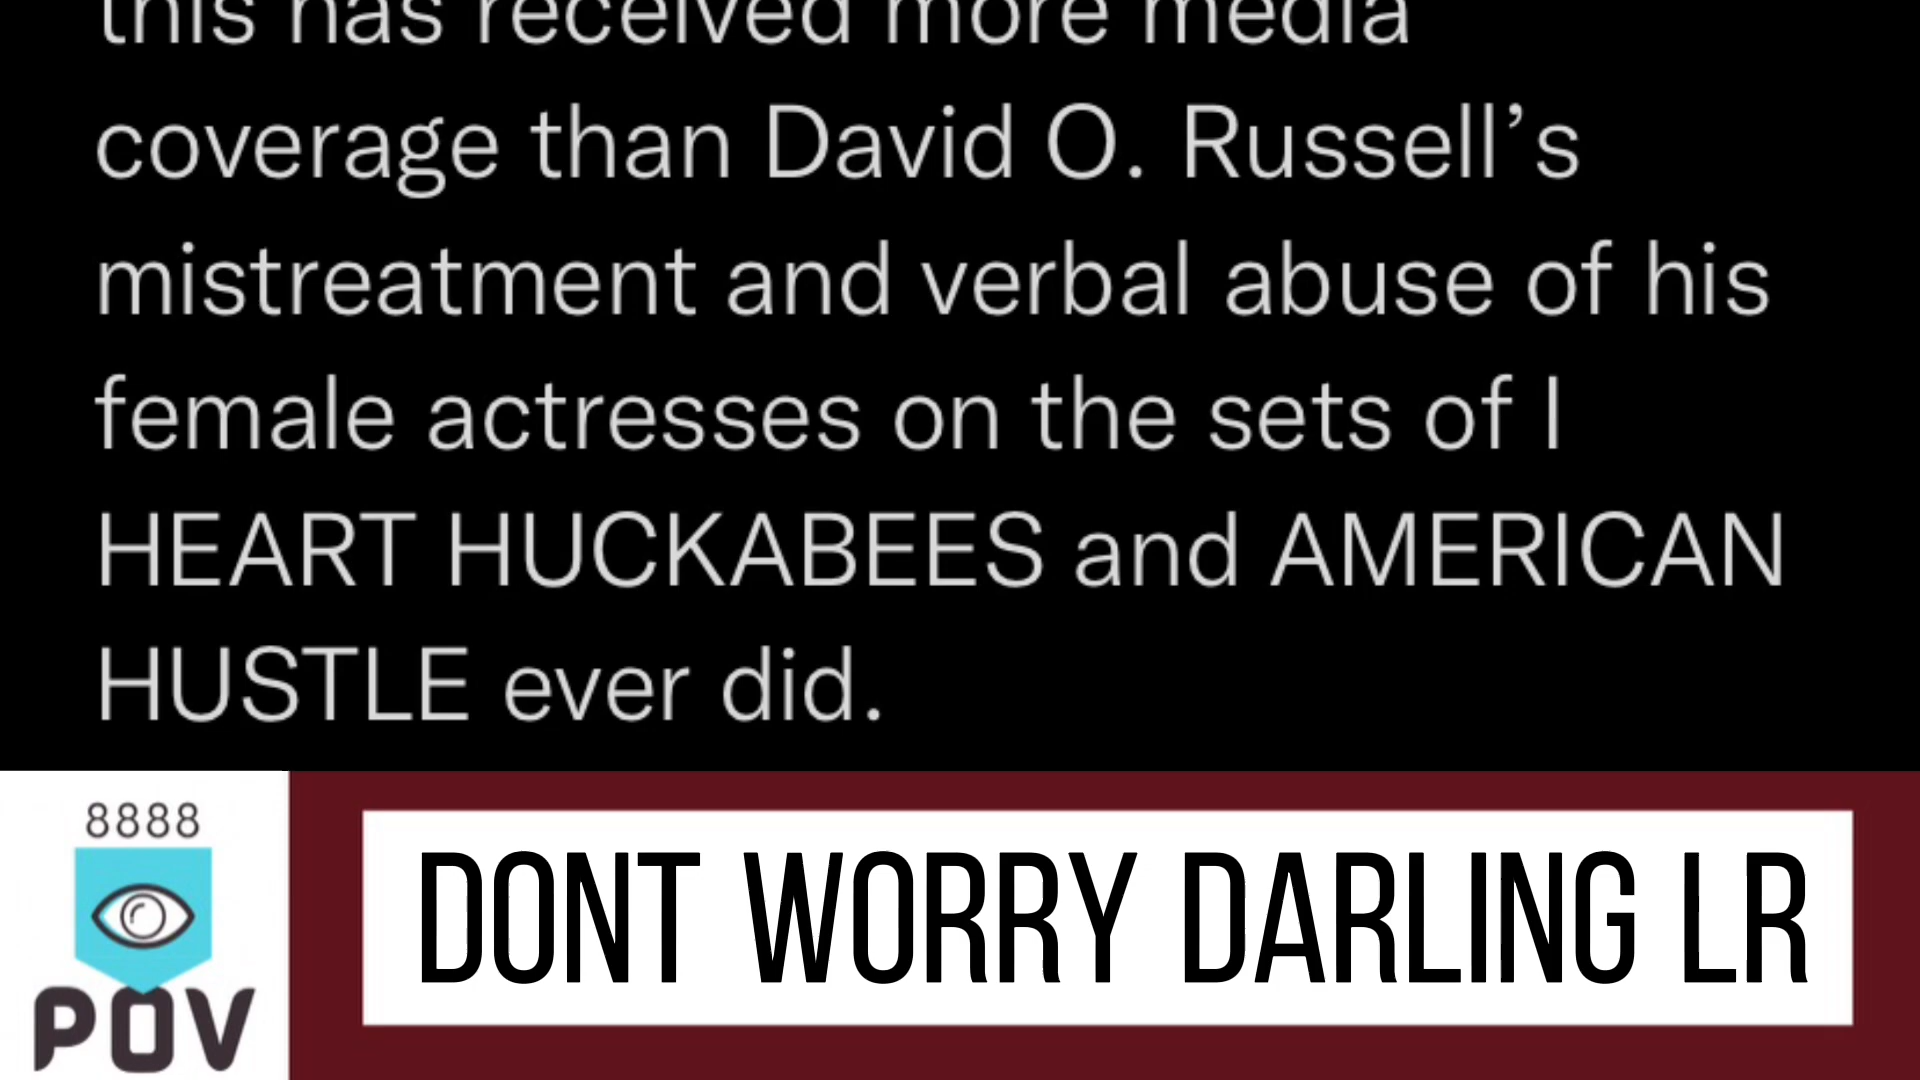 this has received more media
coverage than David O. Russell’s
mistreatment and verbal abuse of his
female actresses on the sets of I
HEART HUCKABEES and AMERICAN
HUSTLE ever did.
8888
POV
DONT WORRY DARLING LR